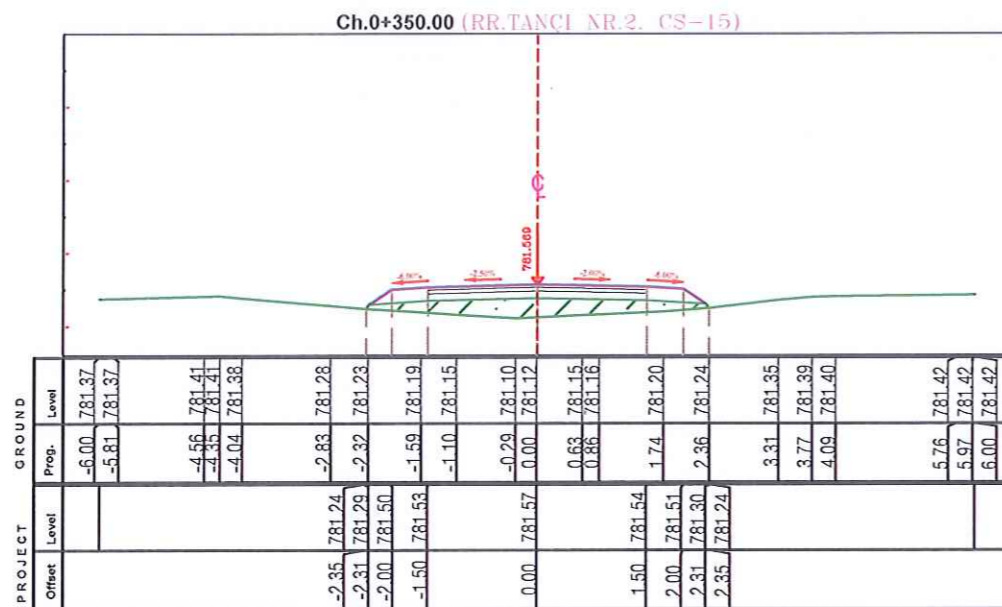 Ch.0+350.00 (RR.TANÇI NR.2. CS-15)
781.569
-2.50% -2.00%
GROUND
Level 781.37 781.37 781.41 781.41 781.38 781.28 781.23 781.19 781.15 781.10 781.12 781.15 781.16 781.20 781.24 781.35 781.39 781.40 781.42 781.42 781.42
Prog. -6.00 -5.81 -4.56 -4.35 -4.04 -2.83 -2.32 -1.59 -1.10 -0.29 0.00 0.63 0.86 1.74 2.36 3.31 3.77 4.09 5.76 5.97 6.00
PROJECT
Level 781.24 781.29 781.50 781.53 781.57 781.54 781.51 781.30 781.24
Offset -2.35 -2.31 -2.00 -1.50 0.00 1.50 2.00 2.31 2.35